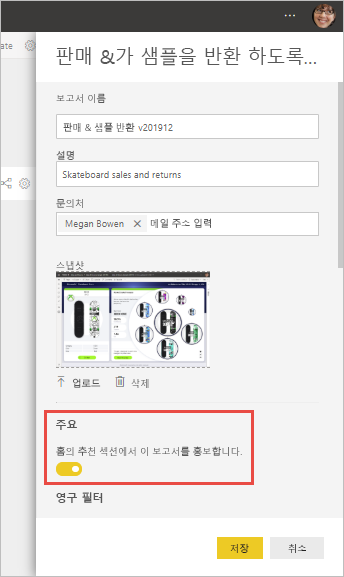 ...
ate
판매 &가 샘플을 반환 하도록...
보고서 이름
판매 & 샘플 반환 v201912
설명
Skateboard sales and returns
문의처
Megan Bowen 메일 주소 입력
스냅샷
업로드 삭제
주요
홈의 추천 섹션에서 이 보고서를 홍보합니다.
영구 필터
저장 취소